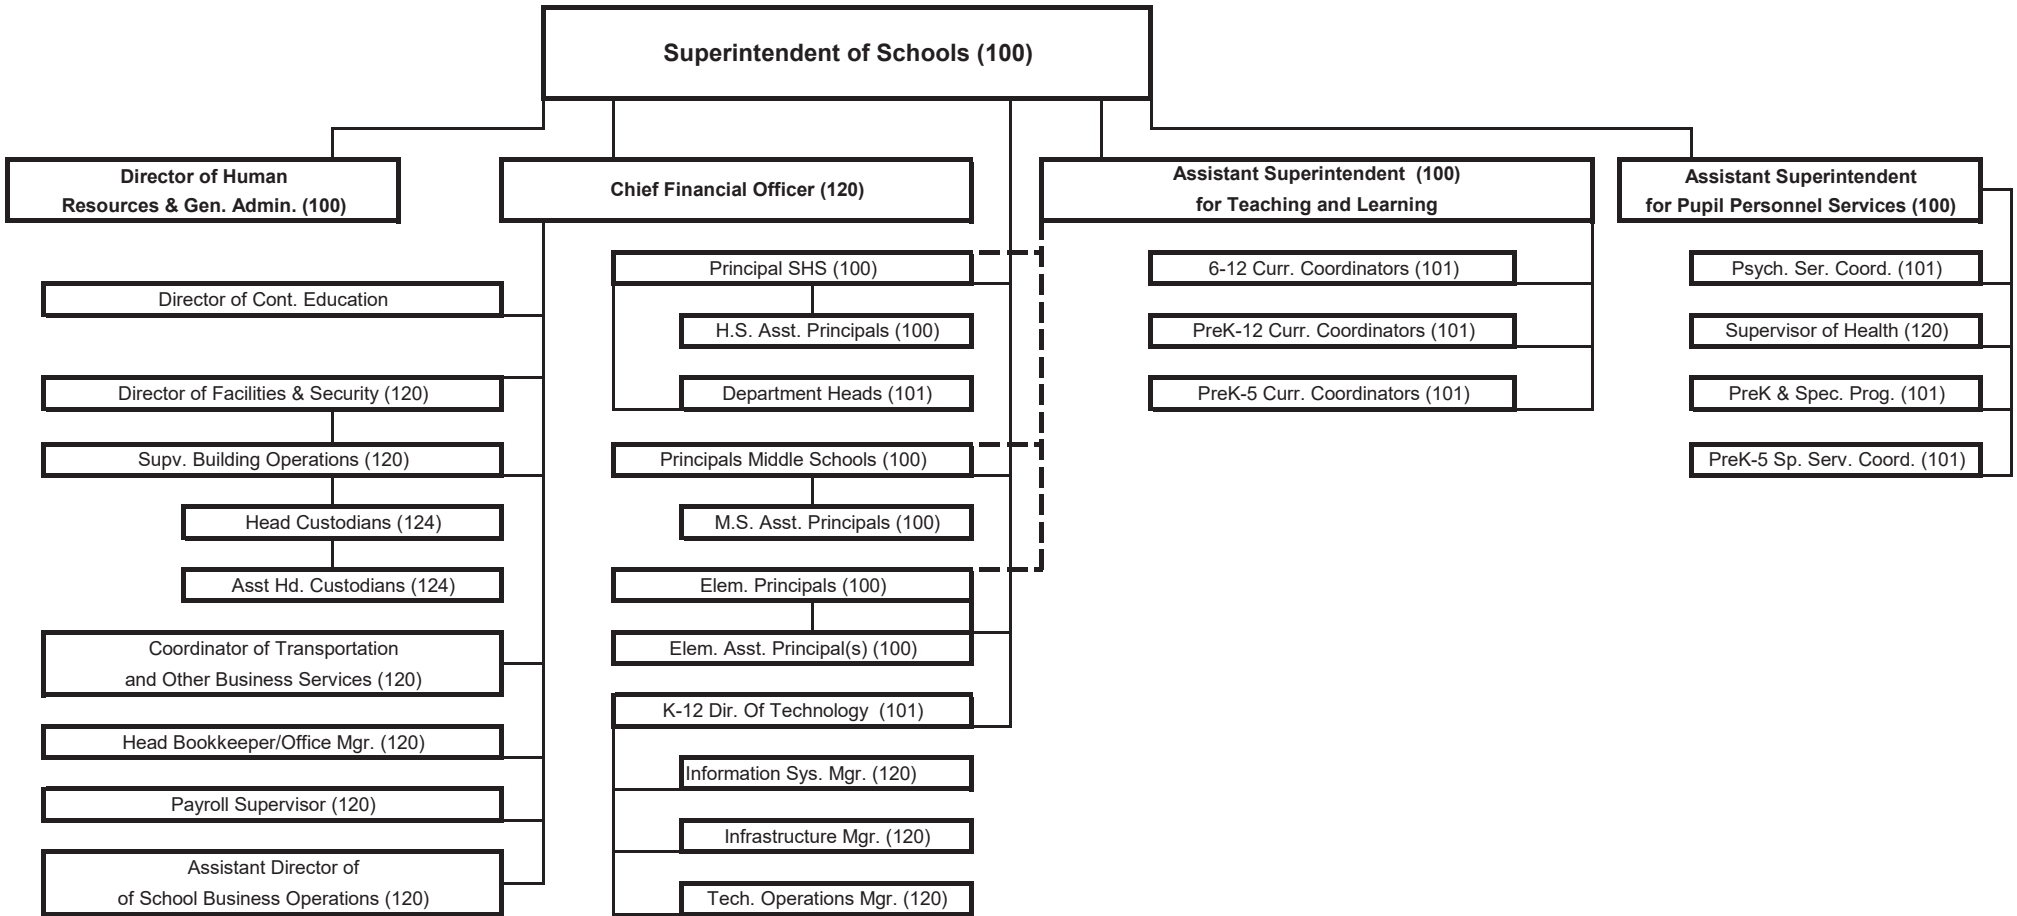 Superintendent of Schools (100)
Director of Human
Resources & Gen. Admin. (100)
Chief Financial Officer (120)
Assistant Superintendent (100)
for Teaching and Learning
Assistant Superintendent
for Pupil Personnel Services (100)
Director of Cont. Education
Director of Facilities & Security (120)
Supv. Building Operations (120)
Head Custodians (124)
Asst Hd. Custodians (124)
Coordinator of Transportation
and Other Business Services (120)
Head Bookkeeper/Office Mgr. (120)
Payroll Supervisor (120)
Assistant Director of
of School Business Operations (120)
Principal SHS (100)
H.S. Asst. Principals (100)
Department Heads (101)
Principals Middle Schools (100)
M.S. Asst. Principals (100)
Elem. Principals (100)
Elem. Asst. Principal(s) (100)
K-12 Dir. Of Technology (101)
Information Sys. Mgr. (120)
Infrastructure Mgr. (120)
Tech. Operations Mgr. (120)
6-12 Curr. Coordinators (101)
PreK-12 Curr. Coordinators (101)
PreK-5 Curr. Coordinators (101)
Psych. Ser. Coord. (101)
Supervisor of Health (120)
PreK & Spec. Prog. (101)
PreK-5 Sp. Serv. Coord. (101)